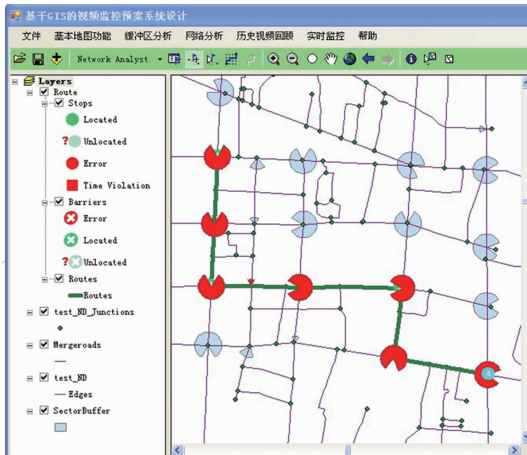 基于GIS的视频监控预案系统设计
文件 基本地图功能 缓冲区分析 网络分析 历史视频回顾 实时监控 帮助
Network Analyst
Layers
Route
Stops
Located
Unlocated
Error
Time Violation
Barriers
Error
Located
Unlocated
Routes
Routes
test_ND_Junctions
Mergeroads
test_ND
Edges
SectorBuffer